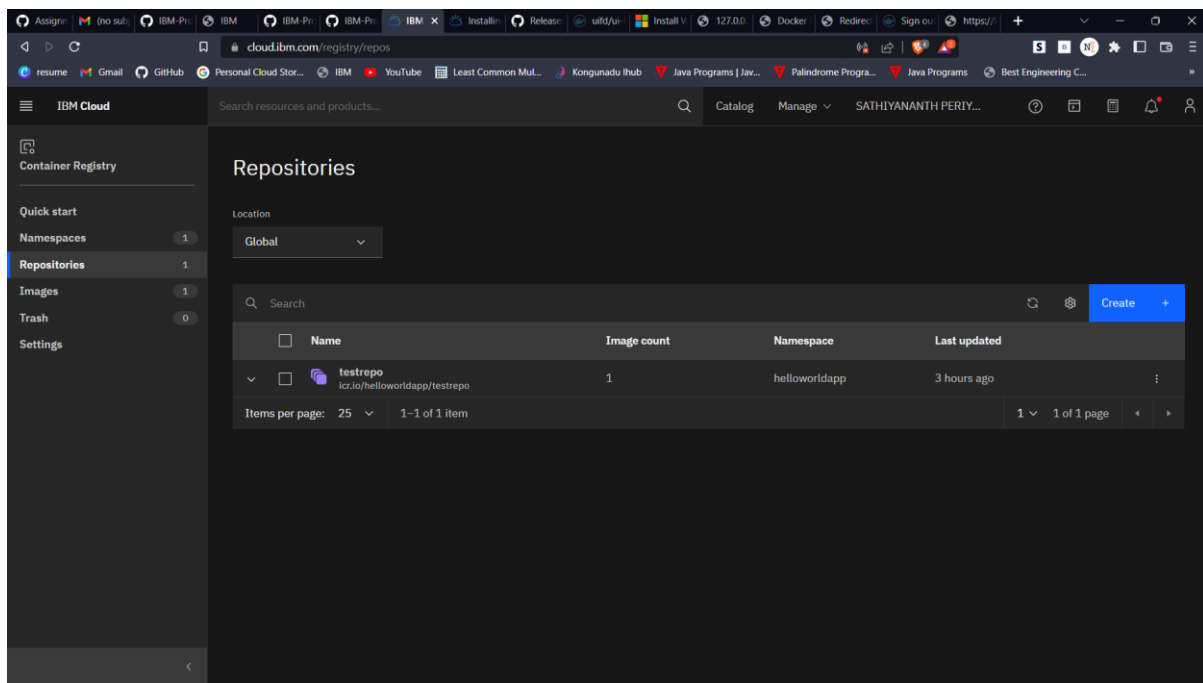 Assignm (no sub IBM-Pro IBM IBM-Pro IBM-Pro IBM Installin Release uifd/ui- Install V 127.0.0. Docker Redirec Sign ou https://
cloud.ibm.com/registry/repos
resume Gmail GitHub Personal Cloud Stor... IBM YouTube Least Common Mul... Kongunadu Ihub Java Programs | Jav... Palindrome Progra... Java Programs Best Engineering C...
IBM Cloud Search resources and products... Catalog Manage SATHIYANANTH PERIY...
Container Registry
Quick start
Namespaces 1
Repositories 1
Images 1
Trash 0
Settings
Repositories
Location
Global
Search Create +
Name Image count Namespace Last updated
testrepo
icr.io/helloworldapp/testrepo
1 helloworldapp 3 hours ago
Items per page: 25 1–1 of 1 item 1 1 of 1 page